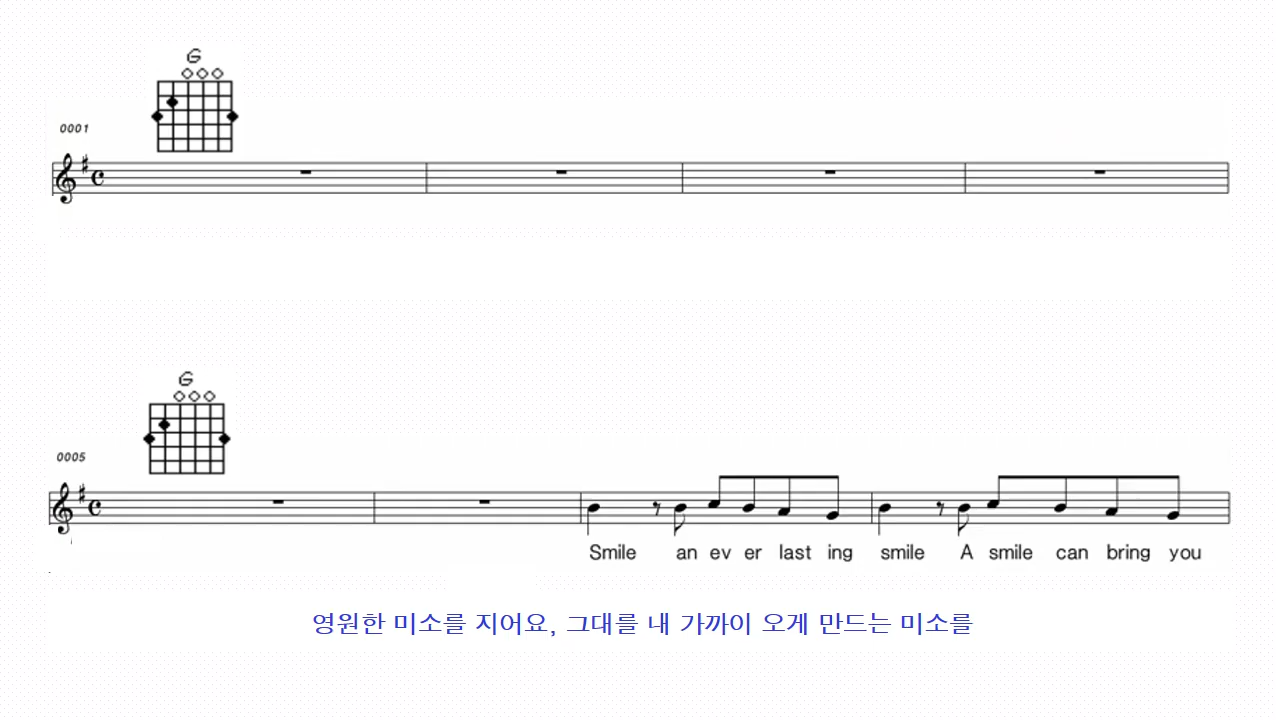 G
0001
G
0005
Smile an ev er last ing smile A smile can bring you
영원한 미소를 지어요, 그대를 내 가까이 오게 만드는 미소를